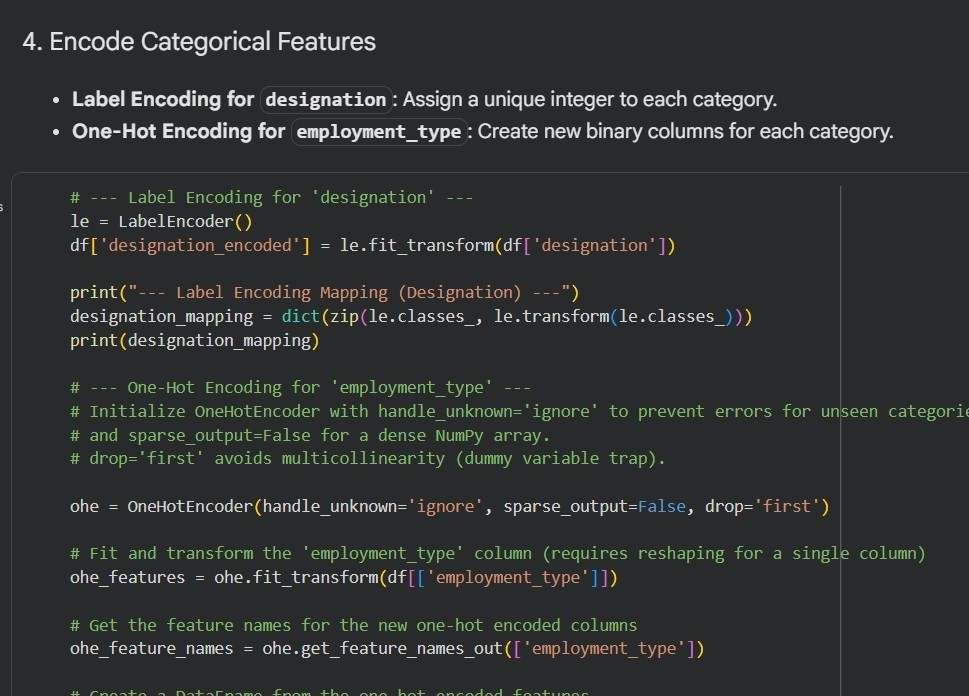 4. Encode Categorical Features
• Label Encoding for designation: Assign a unique integer to each category.
• One-Hot Encoding for employment_type: Create new binary columns for each category.
s
# --- Label Encoding for 'designation' ---
le = LabelEncoder()
df['designation_encoded'] = le.fit_transform(df['designation'])
print("--- Label Encoding Mapping (Designation) ---")
designation_mapping = dict(zip(le.classes_, le.transform(le.classes_)))
print(designation_mapping)
# --- One-Hot Encoding for 'employment_type' ---
# Initialize OneHotEncoder with handle_unknown='ignore' to prevent errors for unseen categorie
# and sparse_output=False for a dense NumPy array.
# drop='first' avoids multicollinearity (dummy variable trap).
ohe = OneHotEncoder(handle_unknown='ignore', sparse_output=False, drop='first')
# Fit and transform the 'employment_type' column (requires reshaping for a single column)
ohe_features = ohe.fit_transform(df[['employment_type']])
# Get the feature names for the new one-hot encoded columns
ohe_feature_names = ohe.get_feature_names_out(['employment_type'])
# Create a DataFrame from the one-hot encoded features